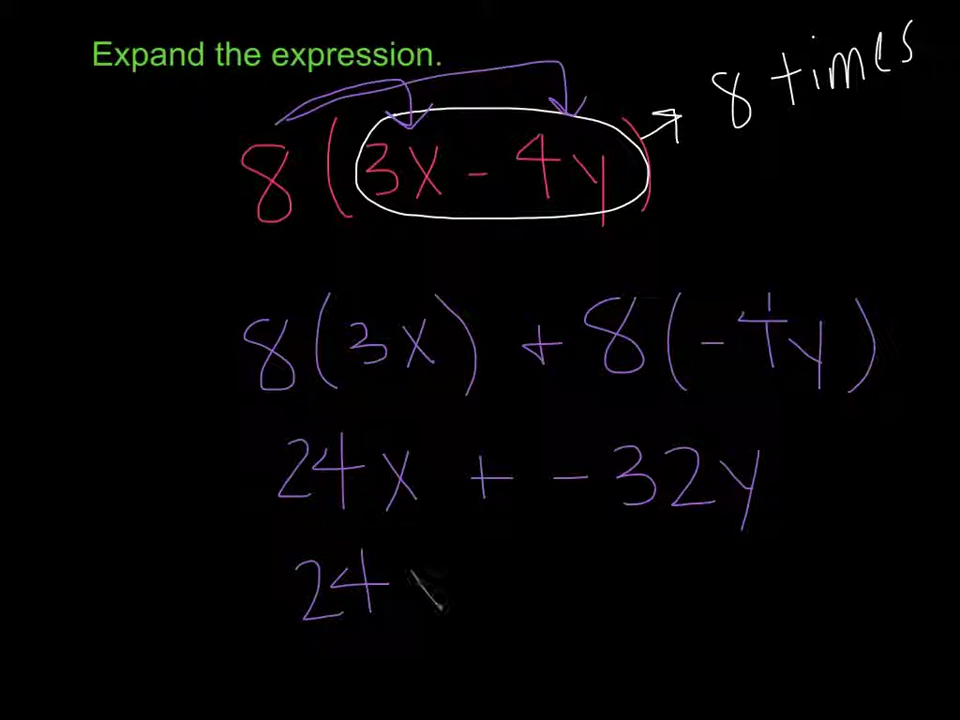 Expand the expression.
8 times
8(3x - 4y)
8(3x) + 8(-4y)
24x + -32y
24